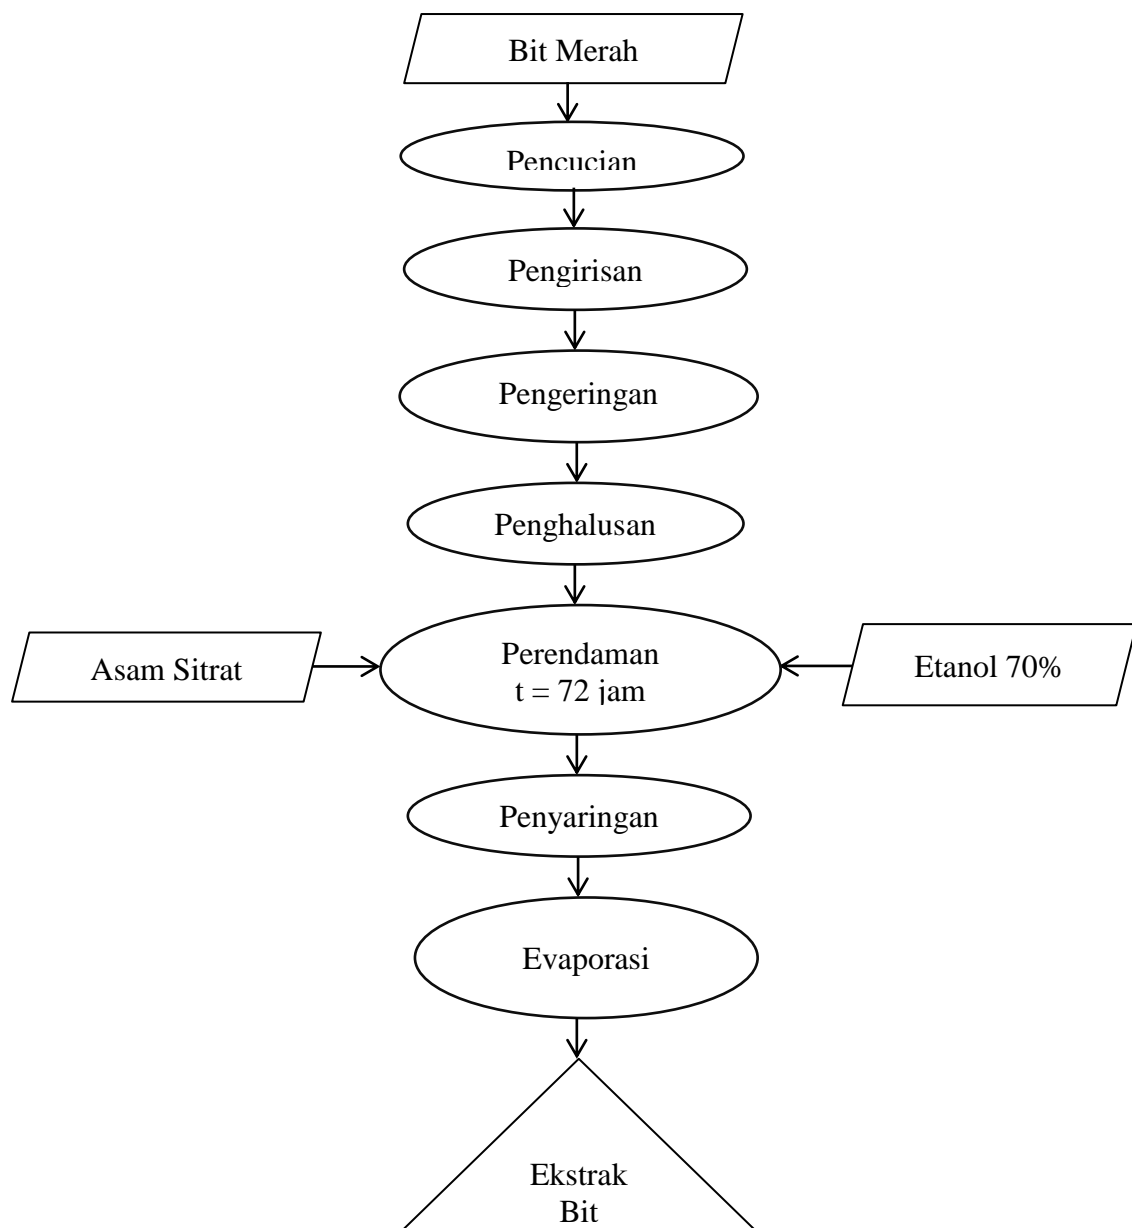 Bit Merah
Pencucian
Pengirisan
Pengeringan
Penghalusan
Asam Sitrat
Perendaman
t = 72 jam
Etanol 70%
Penyaringan
Evaporasi
Ekstrak
Bit